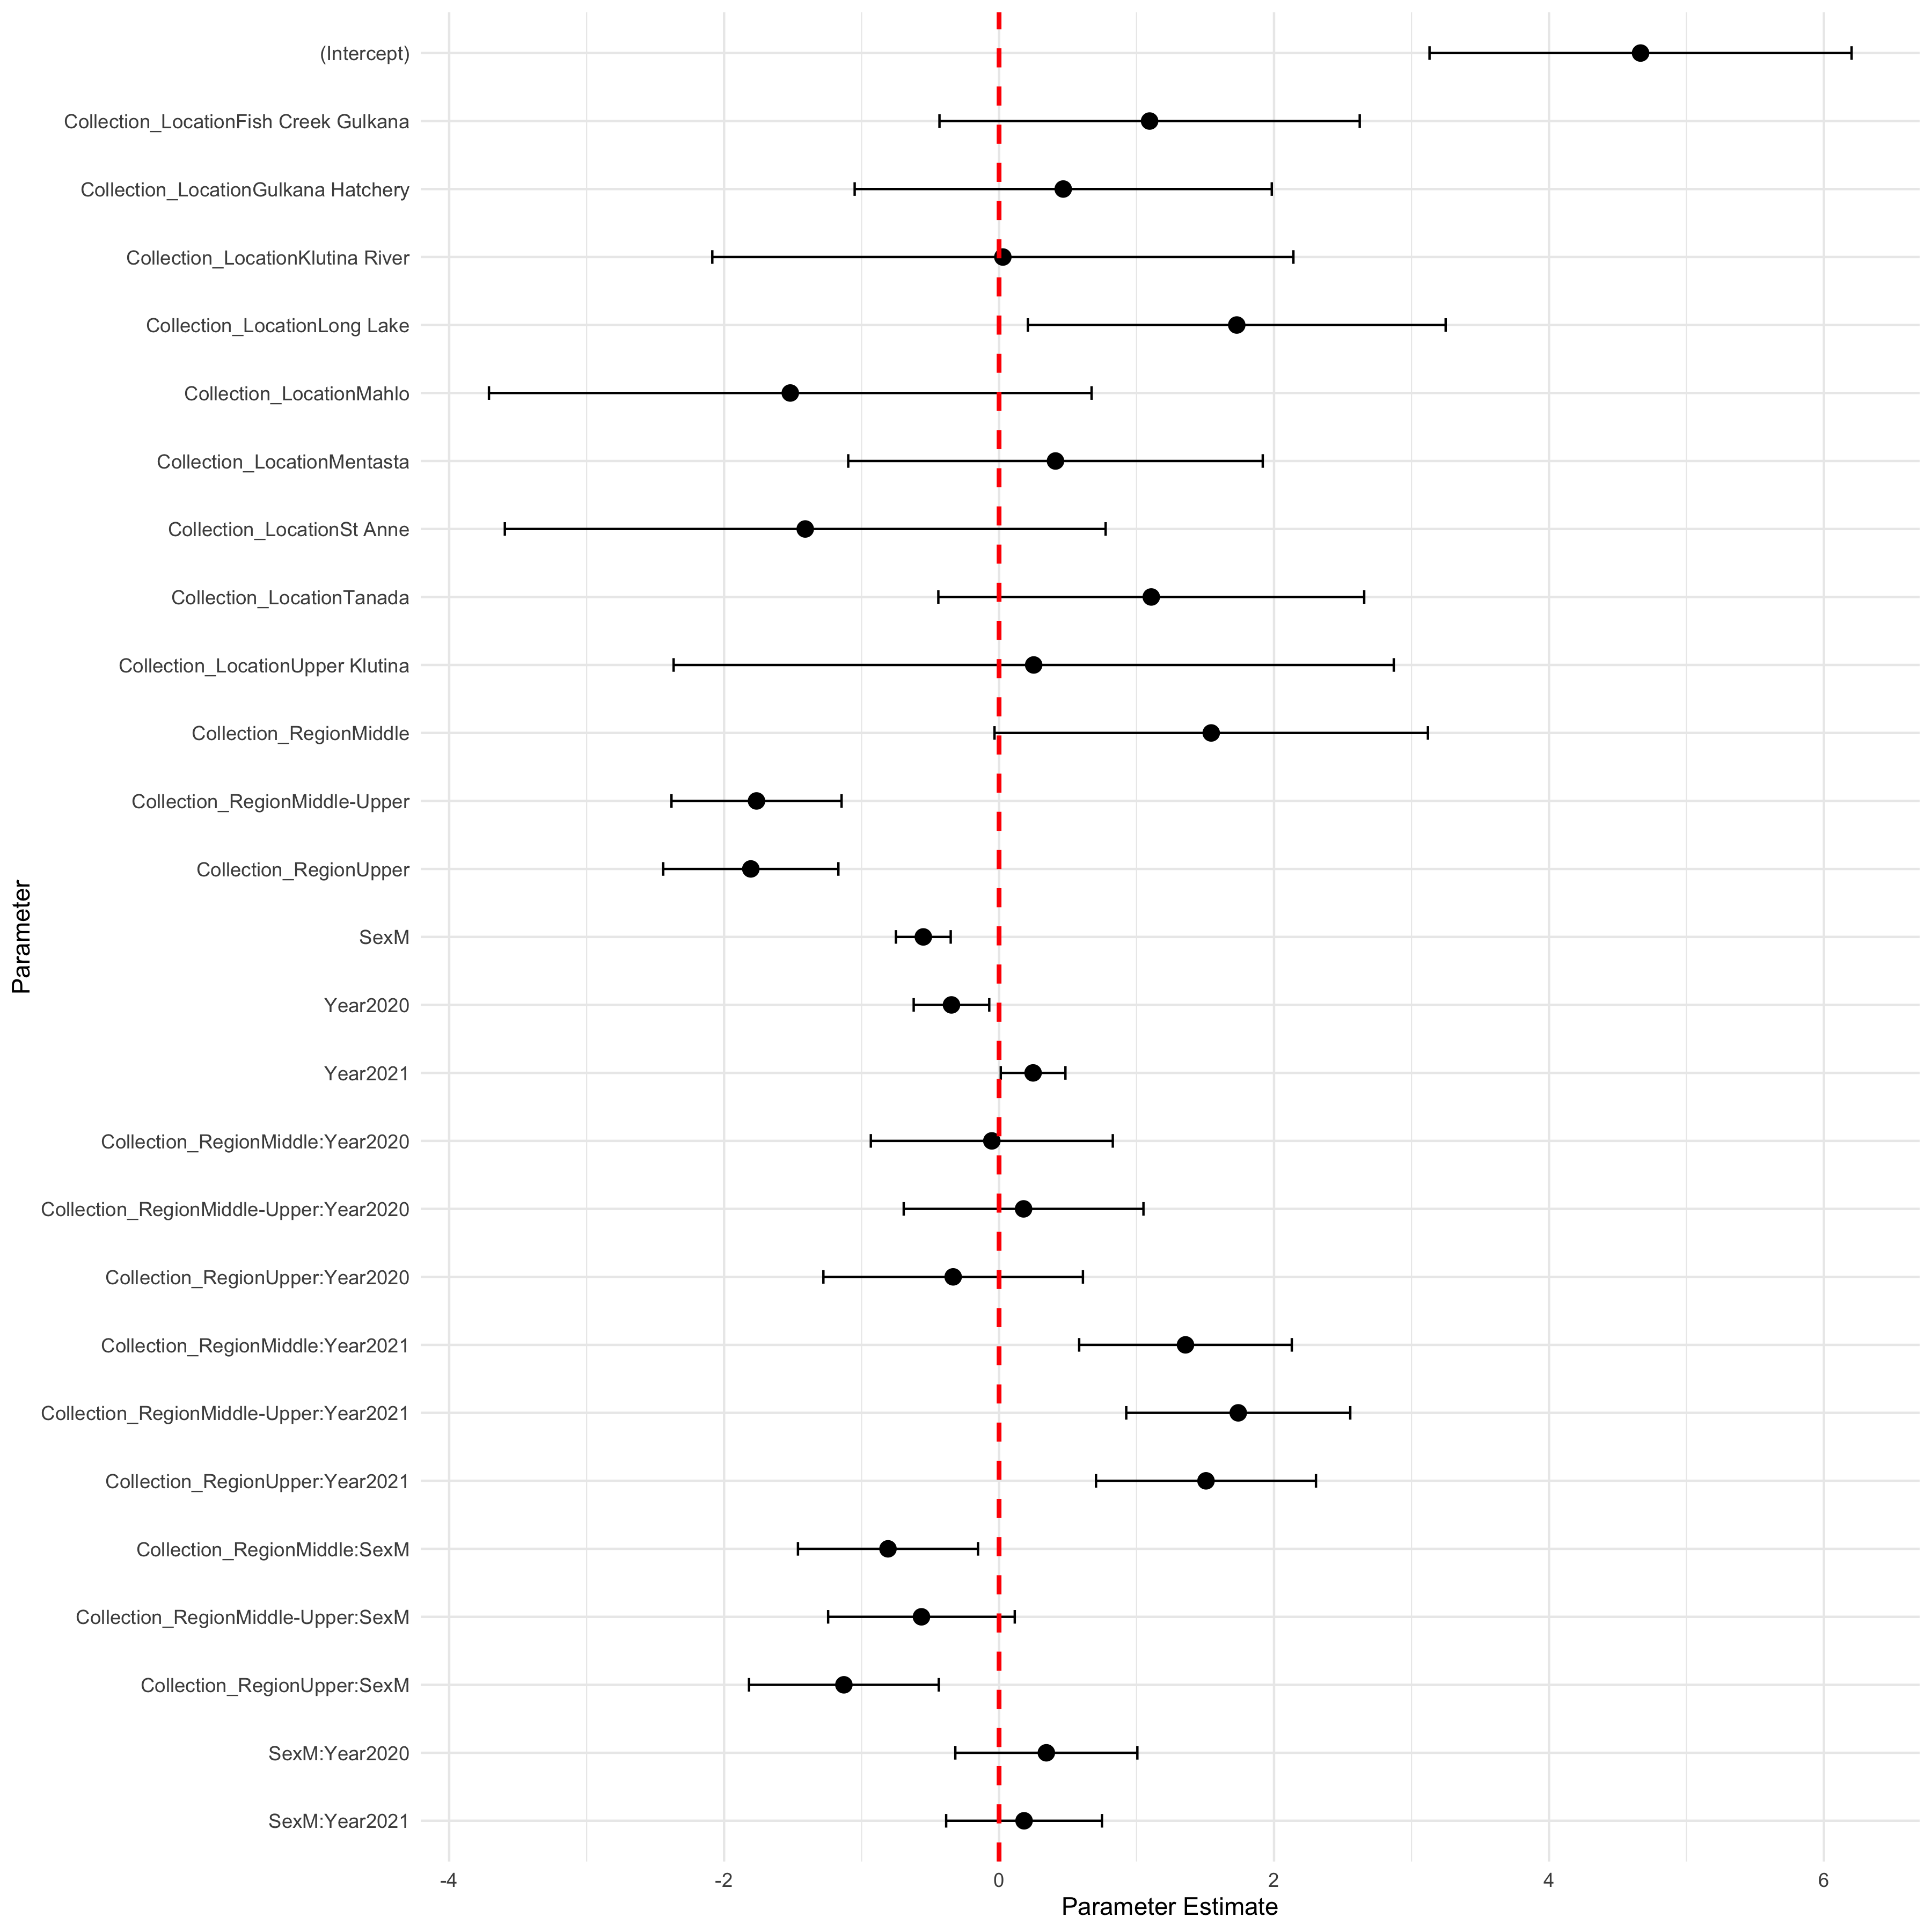 (Intercept)
Collection_LocationFish Creek Gulkana
Collection_LocationGulkana Hatchery
Collection_LocationKlutina River
Collection_LocationLong Lake
Collection_LocationMahlo
Collection_LocationMentasta
Collection_LocationSt Anne
Collection_LocationTanada
Collection_LocationUpper Klutina
Collection_RegionMiddle
Collection_RegionMiddle-Upper
Collection_RegionUpper
SexM
Year2020
Year2021
Collection_RegionMiddle:Year2020
Collection_RegionMiddle-Upper:Year2020
Collection_RegionUpper:Year2020
Collection_RegionMiddle:Year2021
Collection_RegionMiddle-Upper:Year2021
Collection_RegionUpper:Year2021
Collection_RegionMiddle:SexM
Collection_RegionMiddle-Upper:SexM
Collection_RegionUpper:SexM
SexM:Year2020
SexM:Year2021
Parameter
-4 -2 0 2 4 6
Parameter Estimate